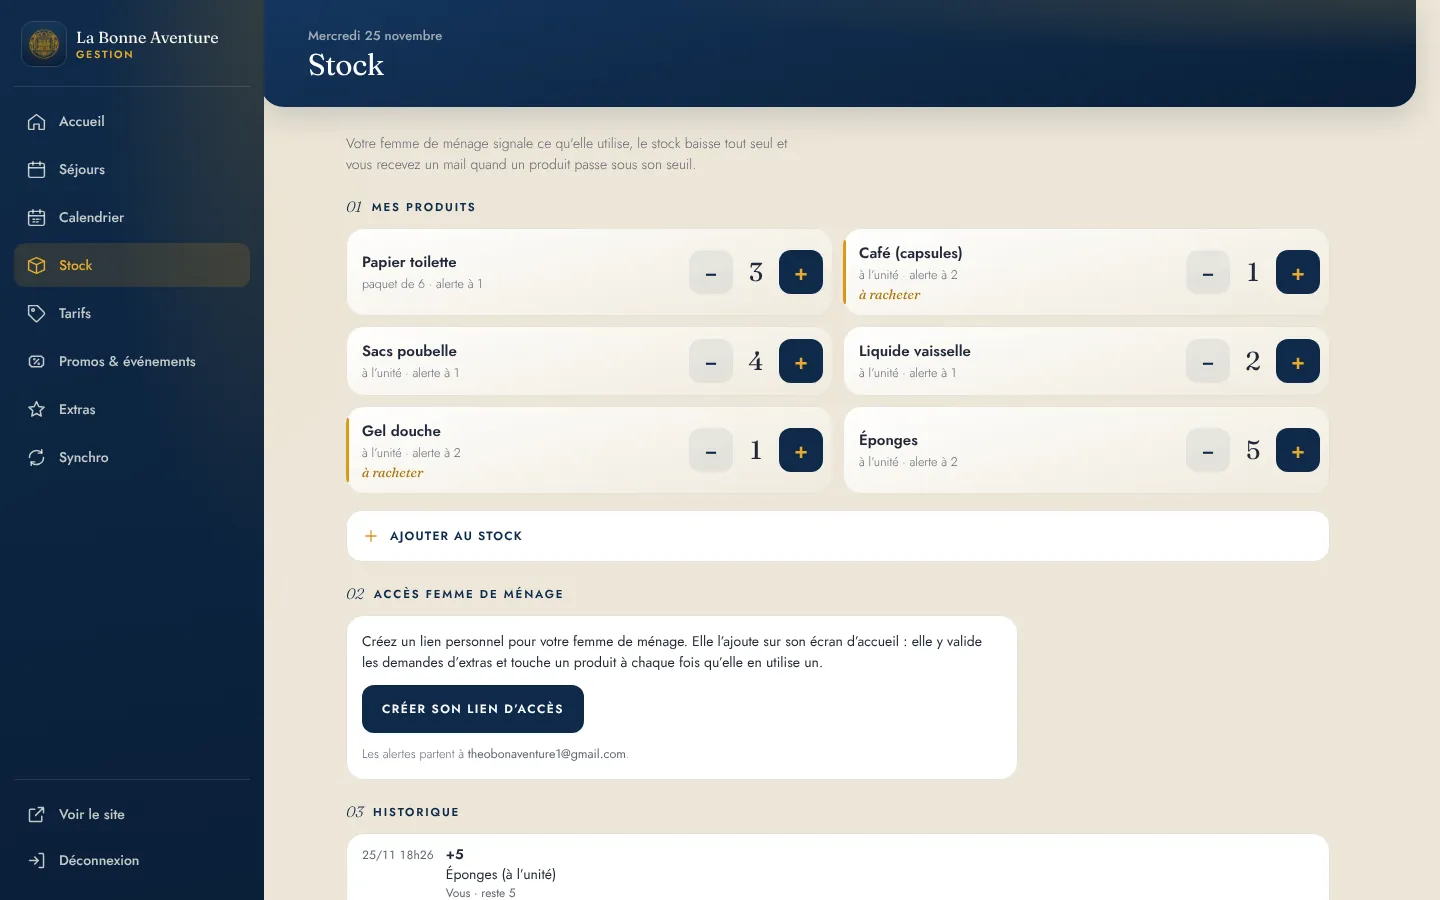 La Bonne Aventure
GESTION
Accueil
Séjours
Calendrier
Stock
Tarifs
Promos & événements
Extras
Synchro
Voir le site
Déconnexion
Mercredi 25 novembre
Stock
Votre femme de ménage signale ce qu'elle utilise, le stock baisse tout seul et
vous recevez un mail quand un produit passe sous son seuil.
01 MES PRODUITS
Papier toilette
paquet de 6 · alerte à 1
− 3 +
Café (capsules)
à l'unité · alerte à 2
à racheter
− 1 +
Sacs poubelle
à l'unité · alerte à 1
− 4 +
Liquide vaisselle
à l'unité · alerte à 1
− 2 +
Gel douche
à l'unité · alerte à 2
à racheter
− 1 +
Éponges
à l'unité · alerte à 2
− 5 +
+ AJOUTER AU STOCK
02 ACCÈS FEMME DE MÉNAGE
Créez un lien personnel pour votre femme de ménage. Elle l'ajoute sur son écran d'accueil : elle y valide
les demandes d'extras et touche un produit à chaque fois qu'elle en utilise un.
CRÉER SON LIEN D'ACCÈS
Les alertes partent à theobonaventure1@gmail.com.
03 HISTORIQUE
25/11 18h26 +5
Éponges (à l'unité)
Vous · reste 5